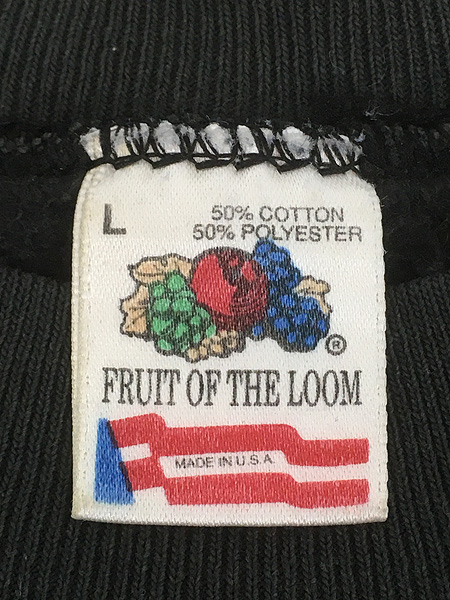 L
50% COTTON
50% POLYESTER
®
FRUIT OF THE LOOM
MADE IN U.S.A.